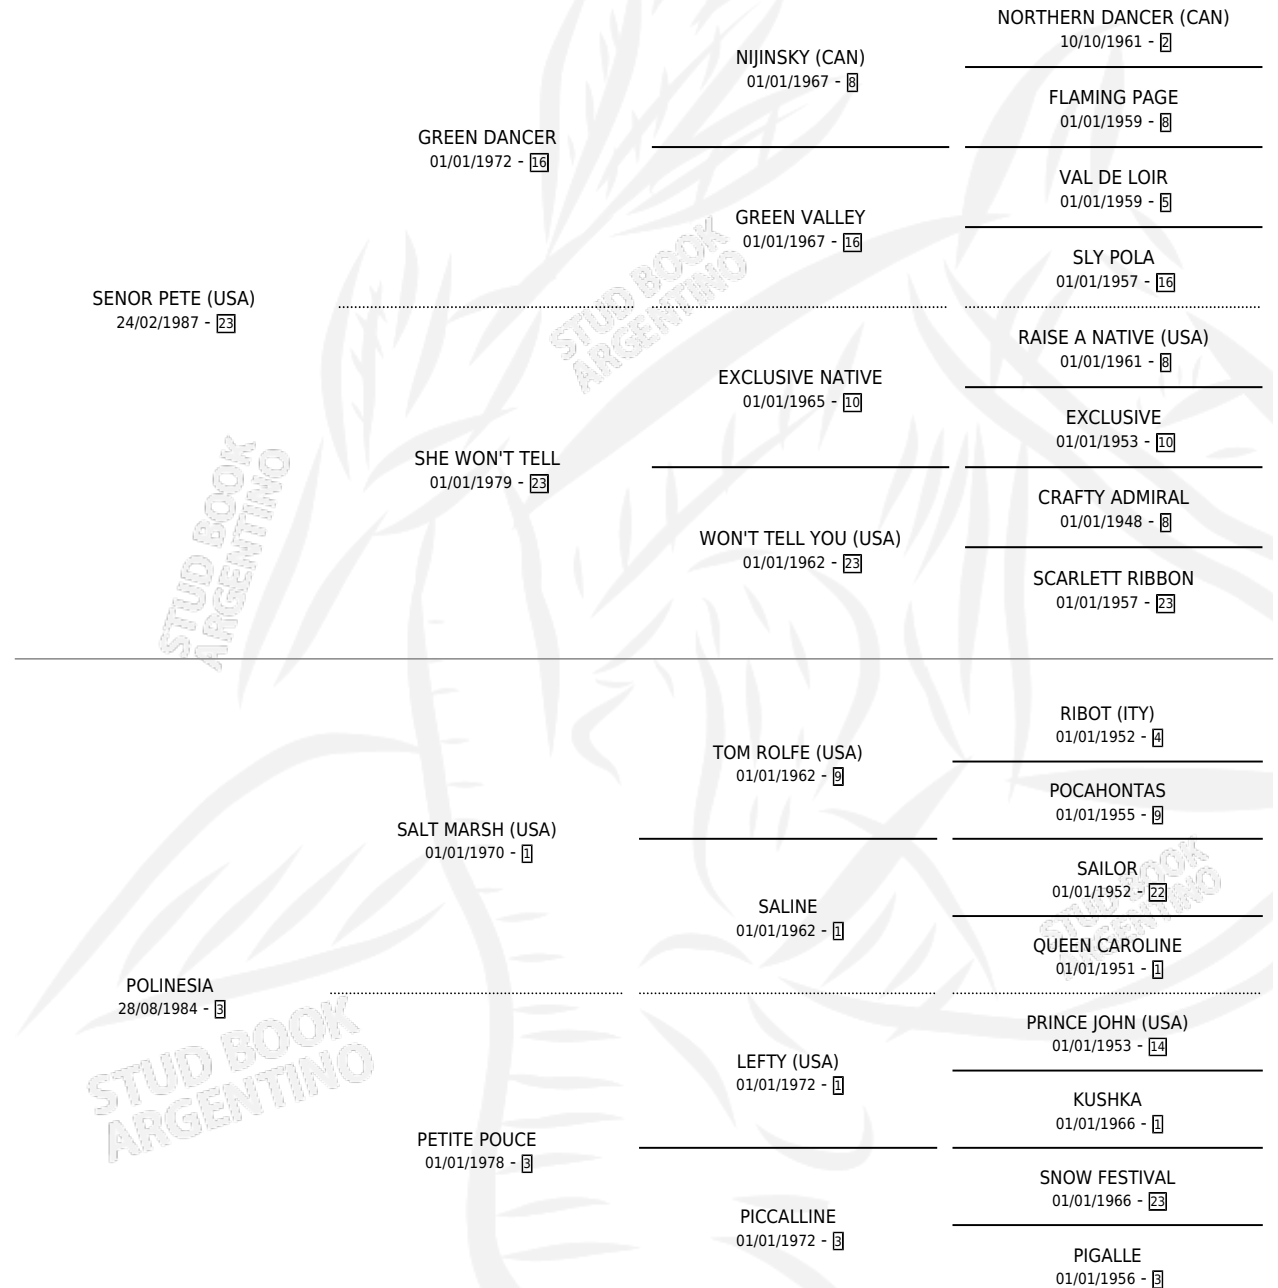 NORTHERN DANCER (CAN)
10/10/1961 - 2
NIJINSKY (CAN)
01/01/1967 - 8
FLAMING PAGE
01/01/1959 - 8
GREEN DANCER
01/01/1972 - 16
VAL DE LOIR
01/01/1959 - 5
GREEN VALLEY
01/01/1967 - 16
SLY POLA
01/01/1957 - 16
SENOR PETE (USA)
24/02/1987 - 23
RAISE A NATIVE (USA)
01/01/1961 - 8
EXCLUSIVE NATIVE
01/01/1965 - 10
EXCLUSIVE
01/01/1953 - 10
SHE WON'T TELL
01/01/1979 - 23
CRAFTY ADMIRAL
01/01/1948 - 8
WON'T TELL YOU (USA)
01/01/1962 - 23
SCARLETT RIBBON
01/01/1957 - 23
RIBOT (ITY)
01/01/1952 - 4
TOM ROLFE (USA)
01/01/1962 - 9
POCAHONTAS
01/01/1955 - 9
SALT MARSH (USA)
01/01/1970 - 1
SAILOR
01/01/1952 - 22
SALINE
01/01/1962 - 1
QUEEN CAROLINE
01/01/1951 - 1
POLINESIA
28/08/1984 - 3
PRINCE JOHN (USA)
01/01/1953 - 14
LEFTY (USA)
01/01/1972 - 1
KUSHKA
01/01/1966 - 1
PETITE POUCE
01/01/1978 - 3
SNOW FESTIVAL
01/01/1966 - 23
PICCALLINE
01/01/1972 - 3
PIGALLE
01/01/1956 - 3
STUD BOOK
ARGENTINO
STUD BOOK
ARGENTINO
STUD BOOK
ARGENTINO
STUD BOOK
ARGENTINO